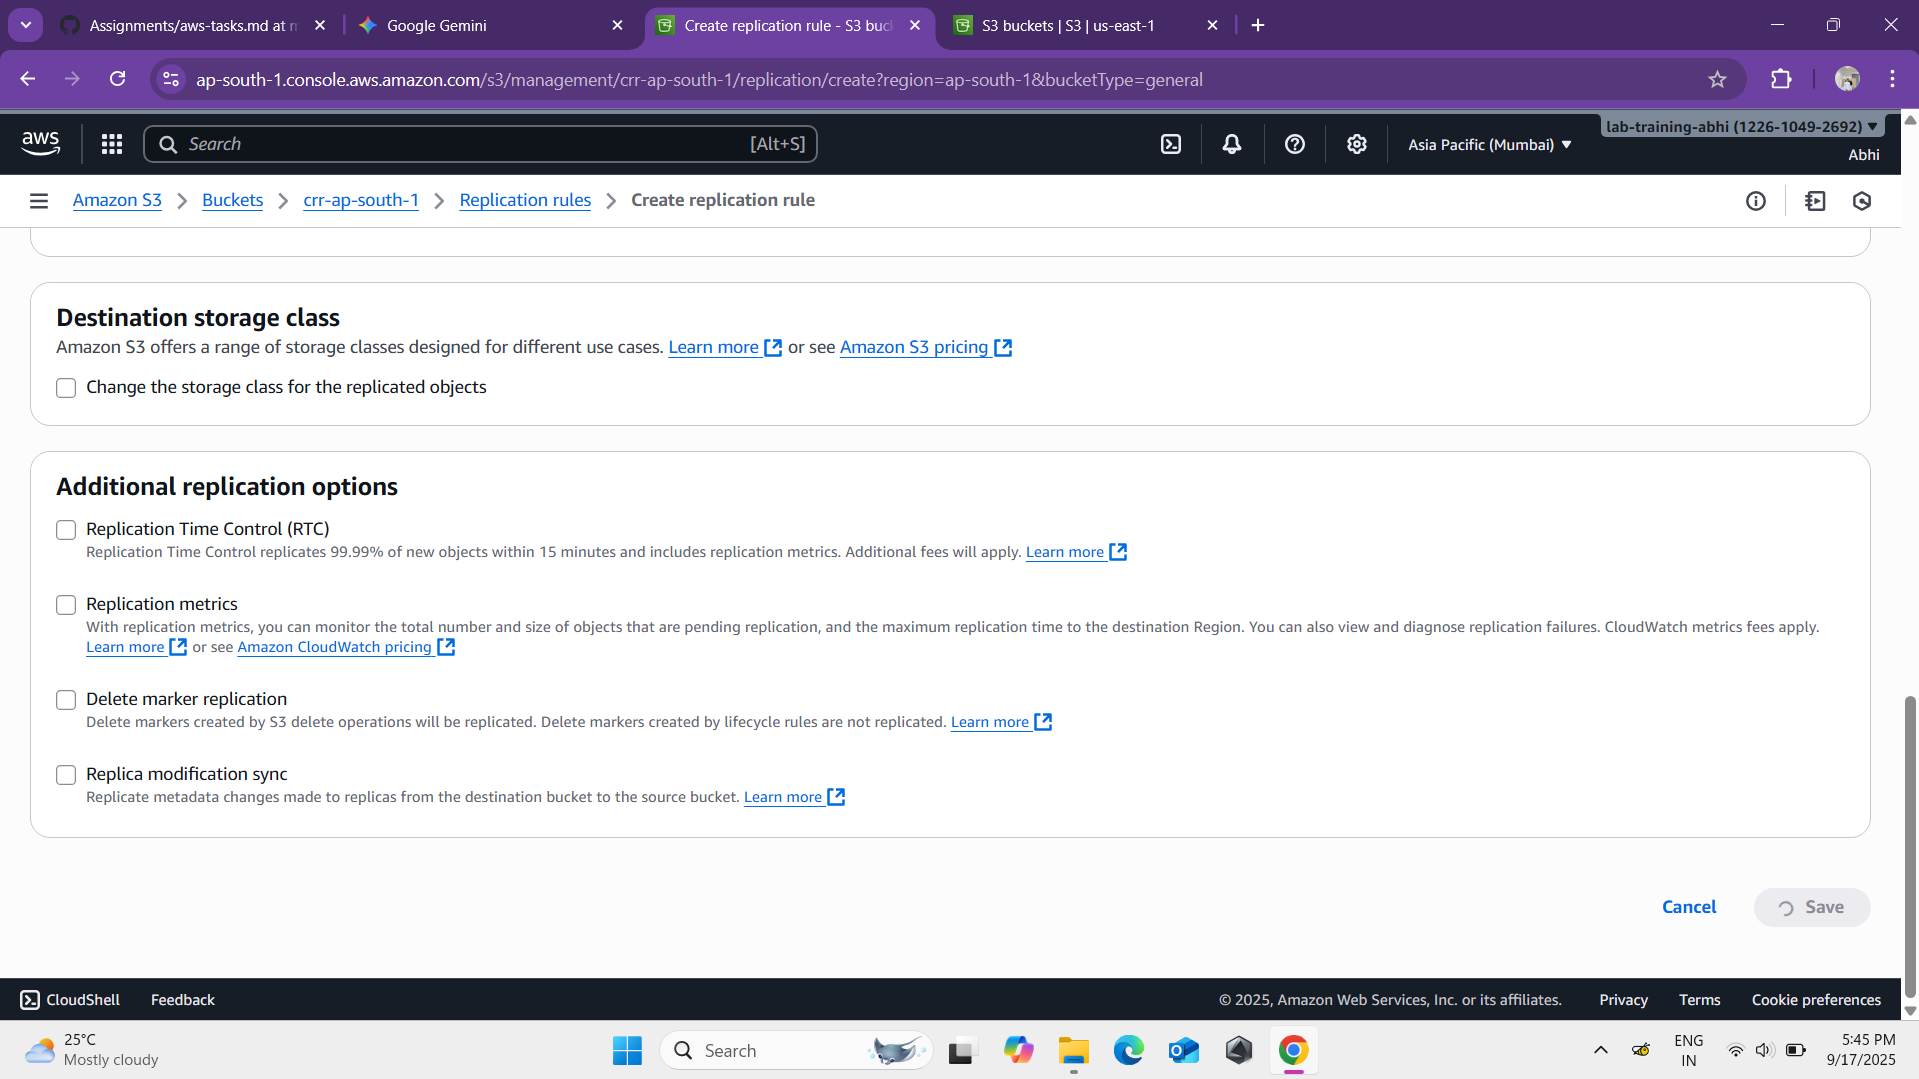 Assignments/aws-tasks.md at m
Google Gemini
Create replication rule - S3 buc
S3 buckets | S3 | us-east-1
ap-south-1.console.aws.amazon.com/s3/management/crr-ap-south-1/replication/create?region=ap-south-1&bucketType=general
aws
Search
[Alt+S]
Asia Pacific (Mumbai)
lab-training-abhi (1226-1049-2692)
Abhi
Amazon S3
Buckets
crr-ap-south-1
Replication rules
Create replication rule
Destination storage class
Amazon S3 offers a range of storage classes designed for different use cases. Learn more or see Amazon S3 pricing
Change the storage class for the replicated objects
Additional replication options
Replication Time Control (RTC)
Replication Time Control replicates 99.99% of new objects within 15 minutes and includes replication metrics. Additional fees will apply. Learn more
Replication metrics
With replication metrics, you can monitor the total number and size of objects that are pending replication, and the maximum replication time to the destination Region. You can also view and diagnose replication failures. CloudWatch metrics fees apply.
Learn more or see Amazon CloudWatch pricing
Delete marker replication
Delete markers created by S3 delete operations will be replicated. Delete markers created by lifecycle rules are not replicated. Learn more
Replica modification sync
Replicate metadata changes made to replicas from the destination bucket to the source bucket. Learn more
Cancel
Save
CloudShell
Feedback
© 2025, Amazon Web Services, Inc. or its affiliates.
Privacy
Terms
Cookie preferences
25°C
Mostly cloudy
Search
ENG
IN
5:45 PM
9/17/2025